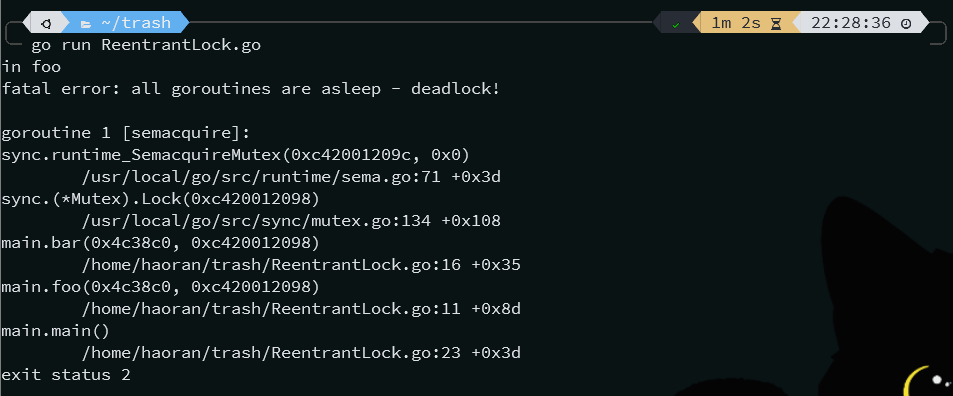 ~/trash 1m 2s 22:28:36
go run ReentrantLock.go
in foo
fatal error: all goroutines are asleep - deadlock!
goroutine 1 [semacquire]:
sync.runtime_SemacquireMutex(0xc42001209c, 0x0)
/usr/local/go/src/runtime/sema.go:71 +0x3d
sync.(*Mutex).Lock(0xc420012098)
/usr/local/go/src/sync/mutex.go:134 +0x108
main.bar(0x4c38c0, 0xc420012098)
/home/haoran/trash/ReentrantLock.go:16 +0x35
main.foo(0x4c38c0, 0xc420012098)
/home/haoran/trash/ReentrantLock.go:11 +0x8d
main.main()
/home/haoran/trash/ReentrantLock.go:23 +0x3d
exit status 2